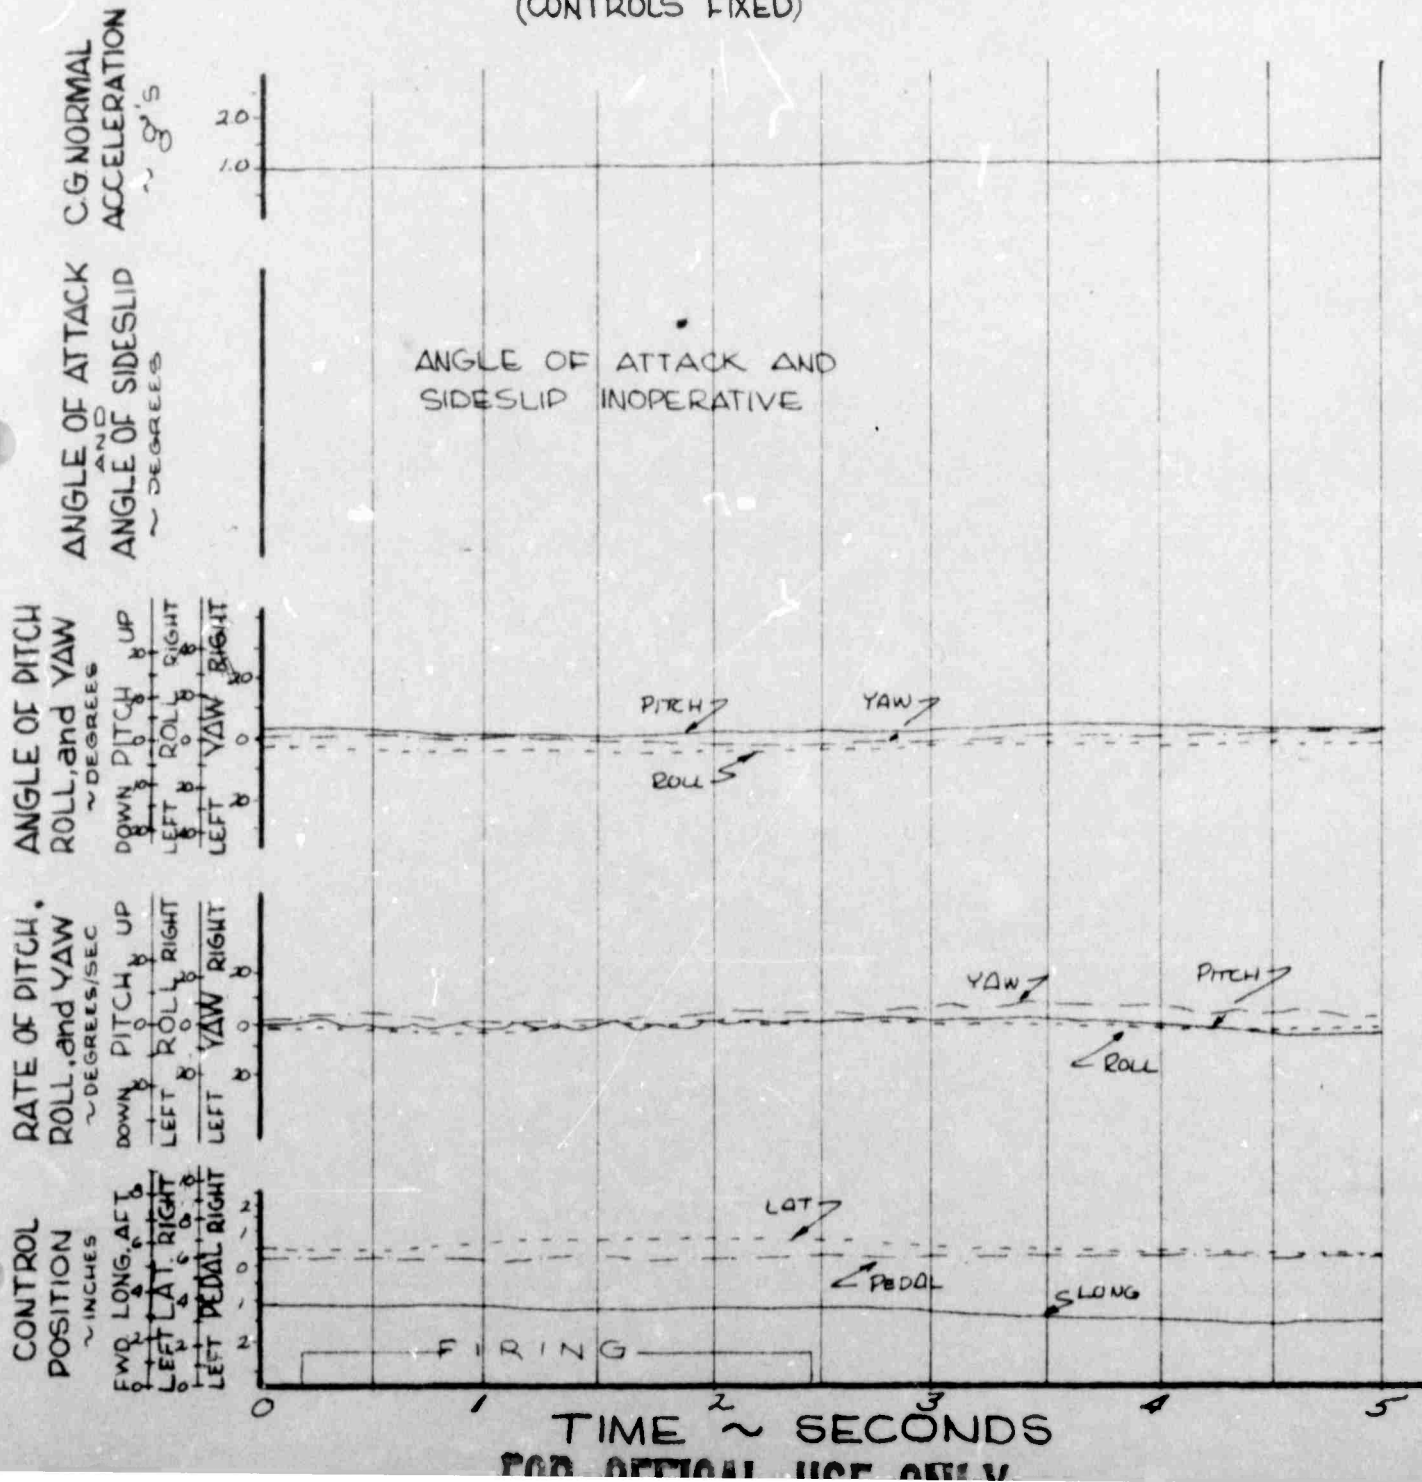 (CONTROLS FIXED)
C.G. NORMAL
ACCELERATION
~ g's
2.0
1.0
ANGLE OF ATTACK
AND
ANGLE OF SIDESLIP
~ DEGREES
ANGLE OF ATTACK AND
SIDESLIP INOPERATIVE
ANGLE OF PITCH
ROLL, and YAW
~ DEGREES
DOWN PITCH UP
LEFT ROLL RIGHT
LEFT YAW RIGHT
20
0
20
PITCH
YAW
ROLL
RATE OF PITCH,
ROLL, and YAW
~ DEGREES/SEC
DOWN PITCH UP
LEFT ROLL RIGHT
LEFT YAW RIGHT
20
0
20
YAW
PITCH
ROLL
CONTROL
POSITION
~ INCHES
FWD LONG. AFT
LEFT LAT. RIGHT
LEFT PEDAL RIGHT
2
1
0
1
2
LAT
PEDAL
LONG
FIRING
0 1 2 3 4 5
TIME ~ SECONDS
FOR OFFICIAL USE ONLY